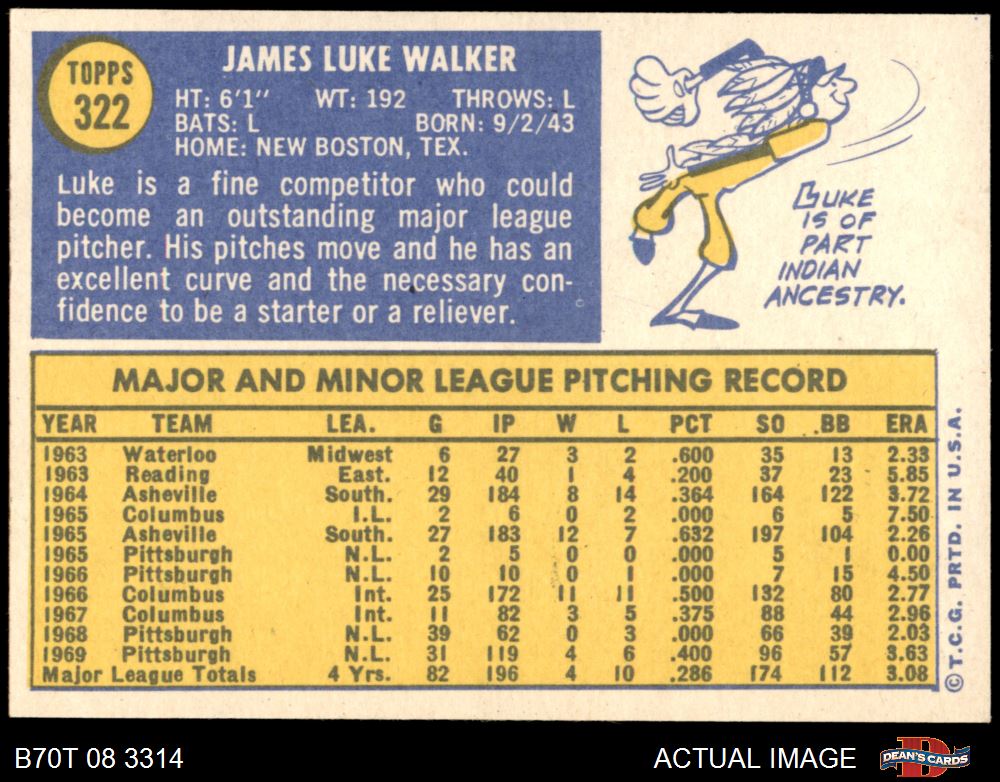 TOPPS
322
JAMES LUKE WALKER
HT: 6'1" WT: 192 THROWS: L
BATS: L BORN: 9/2/43
HOME: NEW BOSTON, TEX.
Luke is a fine competitor who could
become an outstanding major league
pitcher. His pitches move and he has an
excellent curve and the necessary con-
fidence to be a starter or a reliever.
LUKE
IS OF
PART
INDIAN
ANCESTRY.
MAJOR AND MINOR LEAGUE PITCHING RECORD
YEAR TEAM LEA. G IP W L PCT SO BB ERA
1963 Waterloo Midwest 6 27 3 2 .600 35 13 2.33
1963 Reading East. 12 40 1 4 .200 37 23 5.85
1964 Asheville South. 29 184 8 14 .364 164 122 3.72
1965 Columbus I.L. 2 6 0 2 .000 6 5 7.50
1965 Asheville South. 27 183 12 7 .632 197 104 2.26
1965 Pittsburgh N.L. 2 5 0 0 .000 5 1 0.00
1966 Pittsburgh N.L. 10 10 0 1 .000 7 15 4.50
1966 Columbus Int. 25 172 11 11 .500 132 80 2.77
1967 Columbus Int. 11 82 3 5 .375 88 44 2.96
1968 Pittsburgh N.L. 39 62 0 3 .000 66 39 2.03
1969 Pittsburgh N.L. 31 119 4 6 .400 96 57 3.63
Major League Totals 4 Yrs. 82 196 4 10 .286 174 112 3.08
©T.C.G. PRTD. IN U.S.A.
B70T 08 3314
ACTUAL IMAGE
D
DEAN'S CARDS